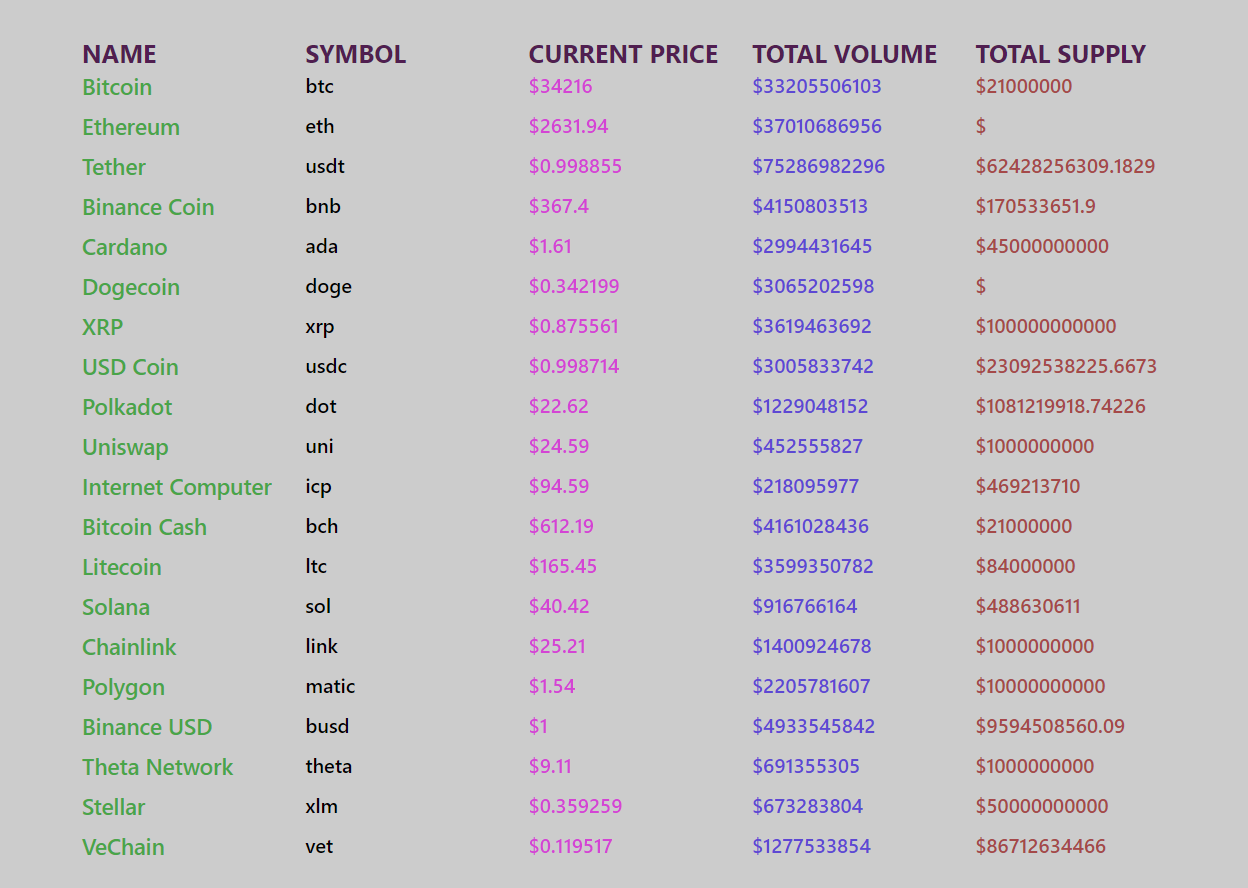 NAME SYMBOL CURRENT PRICE TOTAL VOLUME TOTAL SUPPLY
Bitcoin btc $34216 $33205506103 $21000000
Ethereum eth $2631.94 $37010686956 $
Tether usdt $0.998855 $75286982296 $62428256309.1829
Binance Coin bnb $367.4 $4150803513 $170533651.9
Cardano ada $1.61 $2994431645 $45000000000
Dogecoin doge $0.342199 $3065202598 $
XRP xrp $0.875561 $3619463692 $100000000000
USD Coin usdc $0.998714 $3005833742 $23092538225.6673
Polkadot dot $22.62 $1229048152 $1081219918.74226
Uniswap uni $24.59 $452555827 $1000000000
Internet Computer icp $94.59 $218095977 $469213710
Bitcoin Cash bch $612.19 $4161028436 $21000000
Litecoin ltc $165.45 $3599350782 $84000000
Solana sol $40.42 $916766164 $488630611
Chainlink link $25.21 $1400924678 $1000000000
Polygon matic $1.54 $2205781607 $10000000000
Binance USD busd $1 $4933545842 $9594508560.09
Theta Network theta $9.11 $691355305 $1000000000
Stellar xlm $0.359259 $673283804 $50000000000
VeChain vet $0.119517 $1277533854 $86712634466